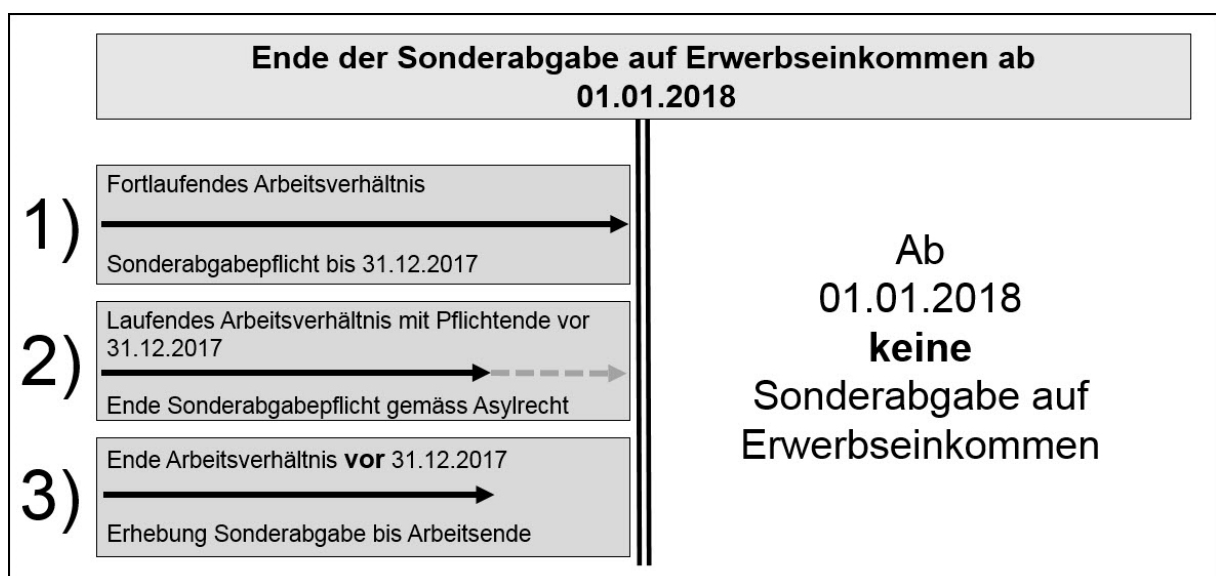 Ende der Sonderabgabe auf Erwerbseinkommen ab
01.01.2018
1)
Fortlaufendes Arbeitsverhältnis
Sonderabgabepflicht bis 31.12.2017
2)
Laufendes Arbeitsverhältnis mit Pflichtende vor
31.12.2017
Ende Sonderabgabepflicht gemäss Asylrecht
3)
Ende Arbeitsverhältnis vor 31.12.2017
Erhebung Sonderabgabe bis Arbeitsende
Ab
01.01.2018
keine
Sonderabgabe auf
Erwerbseinkommen